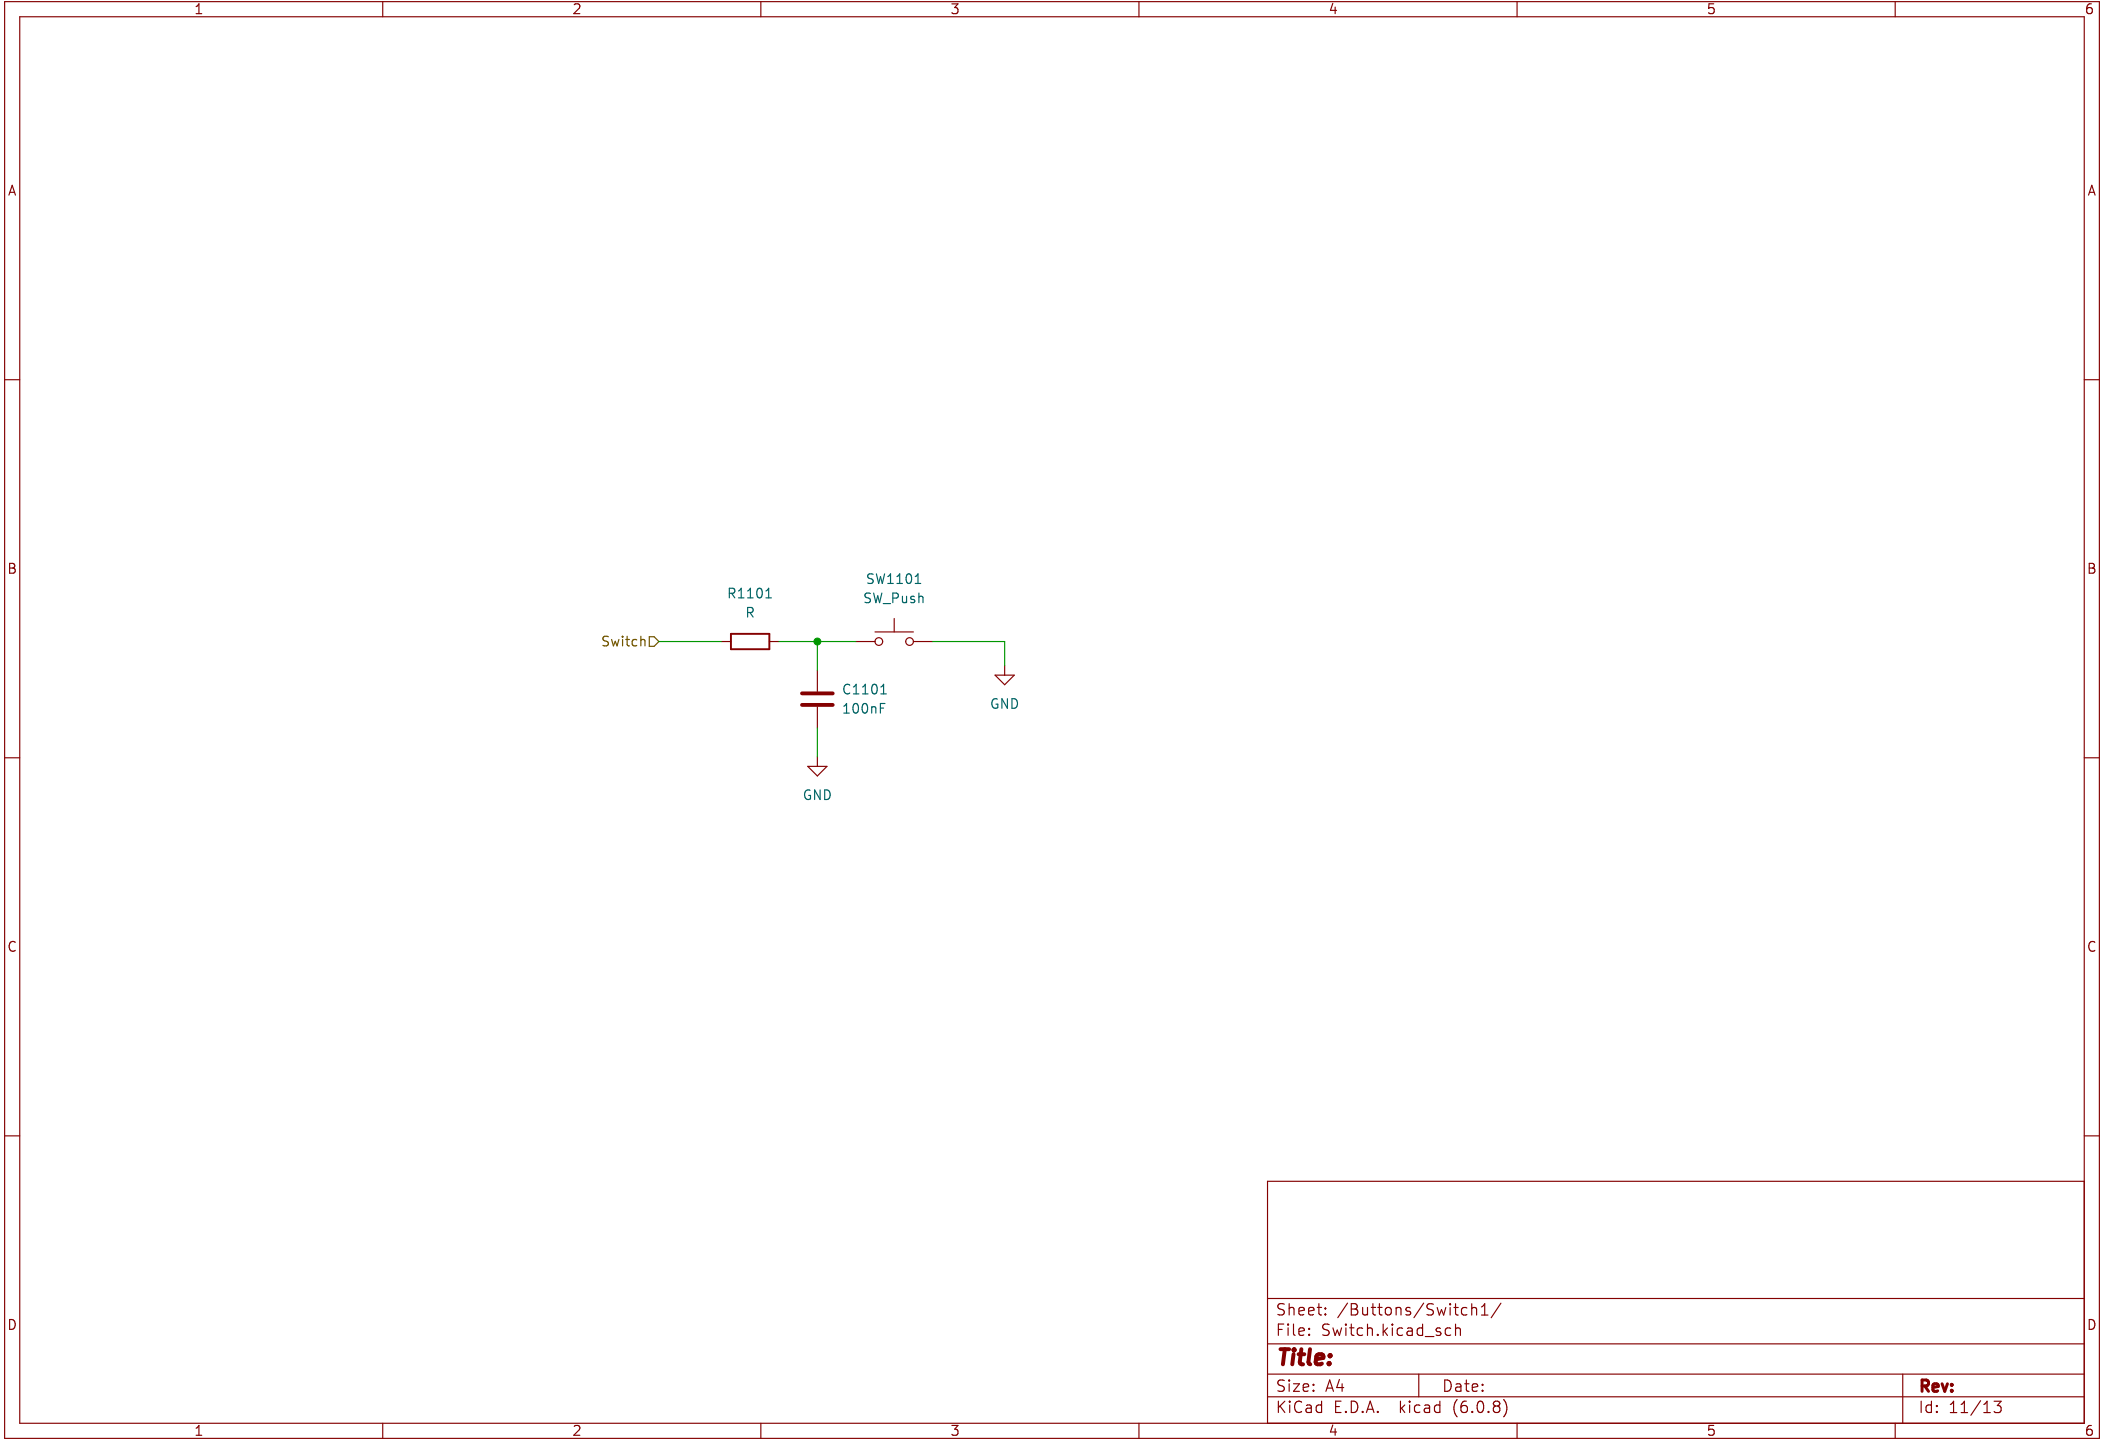 1 2 3 4 5 6
A A
B B
SW1101
SW_Push
R1101
R
Switch
C1101
100nF
GND
GND
C C
D D
Sheet: /Buttons/Switch1/
File: Switch.kicad_sch
Title:
Size: A4 Date: Rev:
KiCad E.D.A. kicad (6.0.8) Id: 11/13
1 2 3 4 5 6